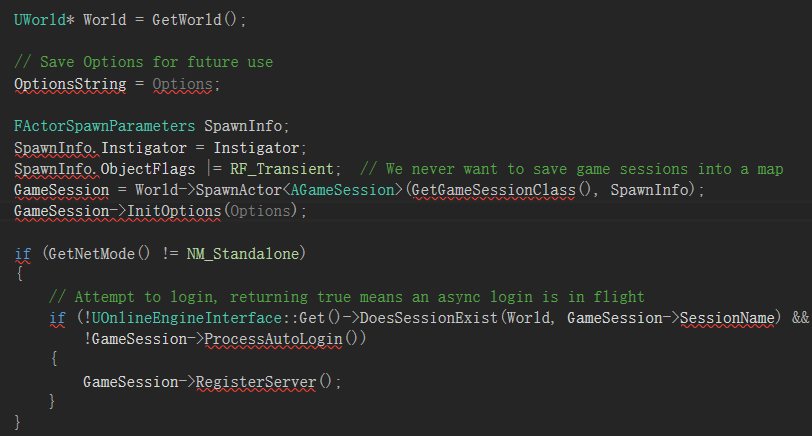 UWorld* World = GetWorld();
// Save Options for future use
OptionsString = Options;
FActorSpawnParameters SpawnInfo;
SpawnInfo.Instigator = Instigator;
SpawnInfo.ObjectFlags |= RF_Transient;  // We never want to save game sessions into a map
GameSession = World->SpawnActor<AGameSession>(GetGameSessionClass(), SpawnInfo);
GameSession->InitOptions(Options);
if (GetNetMode() != NM_Standalone)
{
    // Attempt to login, returning true means an async login is in flight
    if (!UOnlineEngineInterface::Get()->DoesSessionExist(World, GameSession->SessionName) &&
        !GameSession->ProcessAutoLogin())
    {
        GameSession->RegisterServer();
    }
}